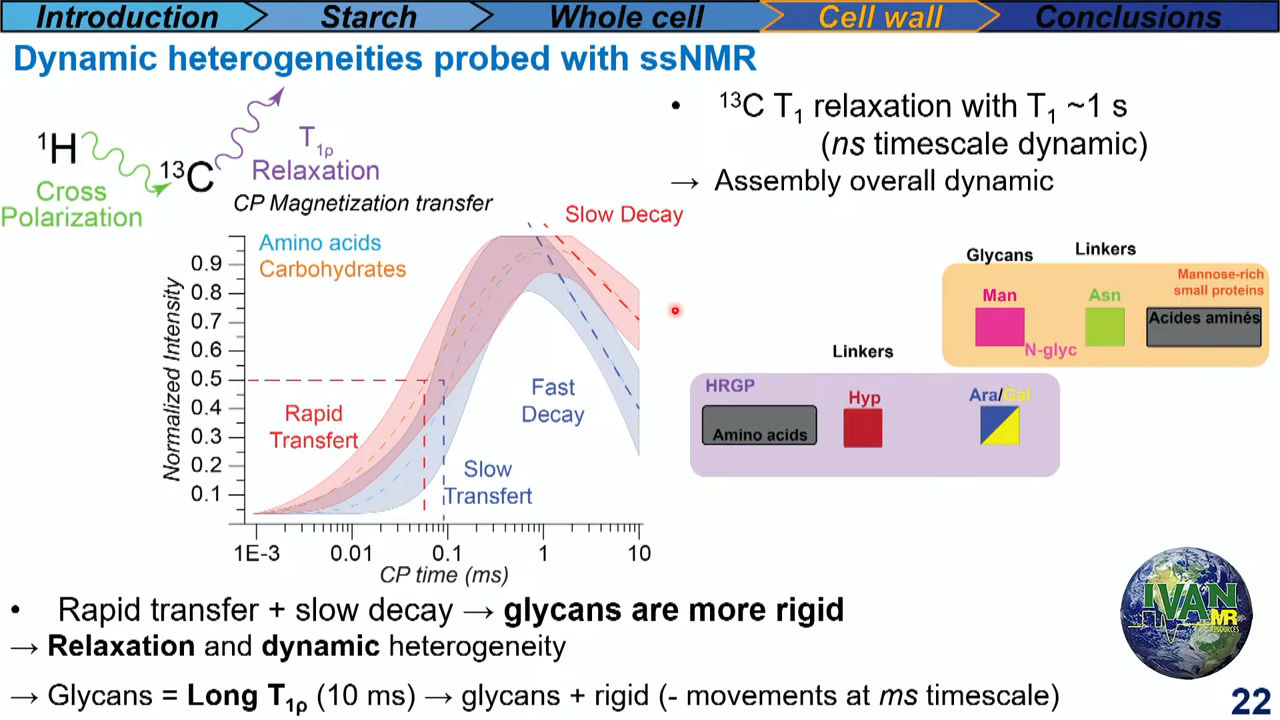 Introduction
Starch
Whole cell
Cell wall
Conclusions
Dynamic heterogeneities probed with ssNMR
¹H
Cross
Polarization
¹³C
T₁ρ
Relaxation
• ¹³C T₁ relaxation with T₁ ~1 s
(ns timescale dynamic)
→ Assembly overall dynamic
CP Magnetization transfer
Slow Decay
Amino acids
Carbohydrates
Normalized Intensity
0.9
0.8
0.7
0.6
0.5
0.4
0.3
0.2
0.1
Rapid
Transfert
Fast
Decay
Slow
Transfert
1E-3
0.01
0.1
1
10
CP time (ms)
Glycans
Linkers
Mannose-rich
small proteins
Man
Asn
Acides aminés
N-glyc
Linkers
HRGP
Hyp
Ara/Gal
Amino acids
• Rapid transfer + slow decay → glycans are more rigid
→ Relaxation and dynamic heterogeneity
→ Glycans = Long T₁ρ (10 ms) → glycans + rigid (- movements at ms timescale)
IVAN
NMR
RESOURCES
22